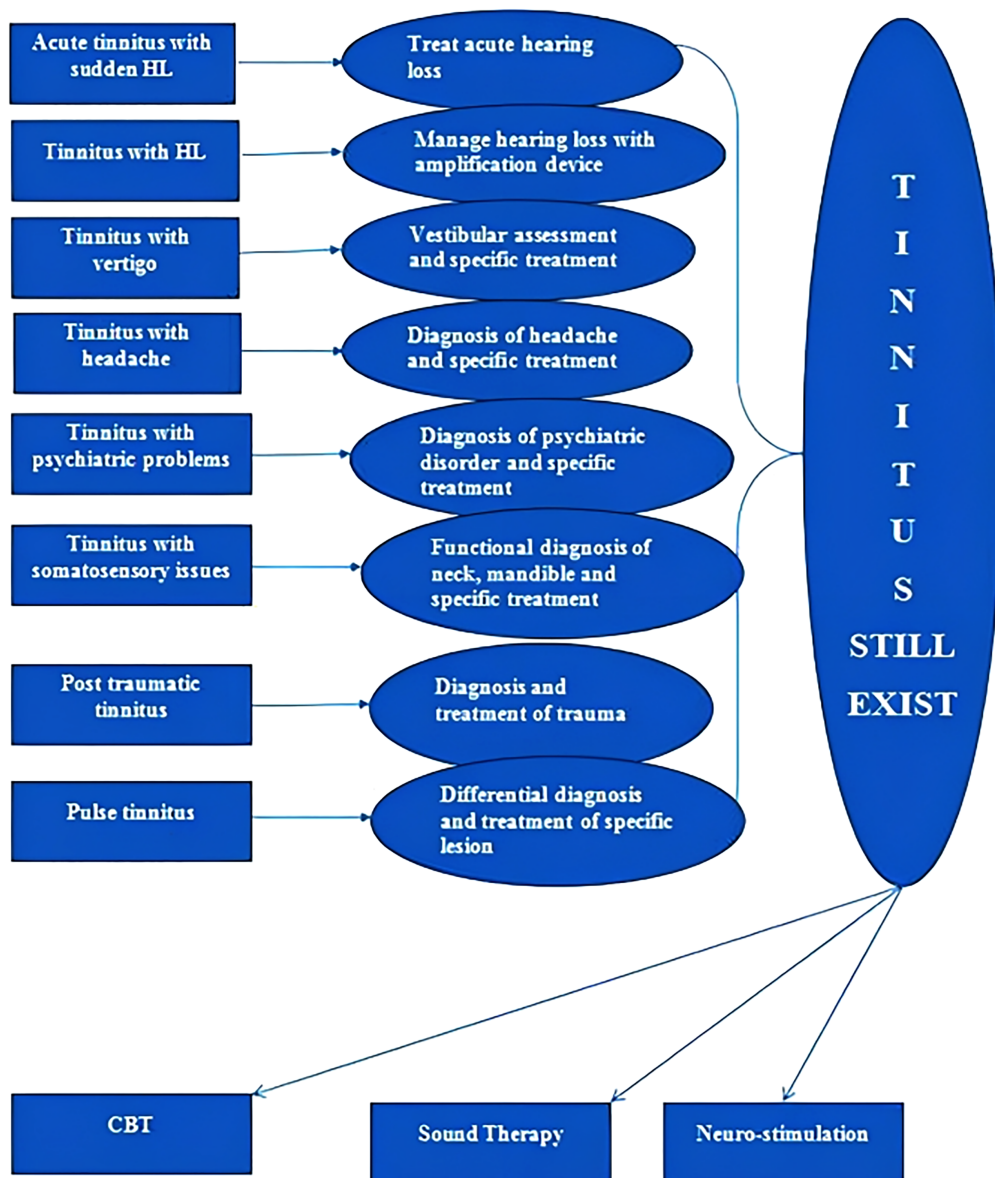 Acute tinnitus with
sudden HL
Treat acute hearing
loss
Tinnitus with HL
Manage hearing loss with
amplification device
Tinnitus with
vertigo
Vestibular assessment
and specific treatment
Tinnitus with
headache
Diagnosis of headache
and specific treatment
Tinnitus with
psychiatric problems
Diagnosis of psychiatric
disorder and specific
treatment
Tinnitus with
somatosensory issues
Functional diagnosis of
neck, mandible and
specific treatment
Post traumatic
tinnitus
Diagnosis and
treatment of trauma
Pulse tinnitus
Differential diagnosis
and treatment of specific
lesion
T
I
N
N
I
T
U
S
STILL
EXIST
CBT
Sound Therapy
Neuro-stimulation